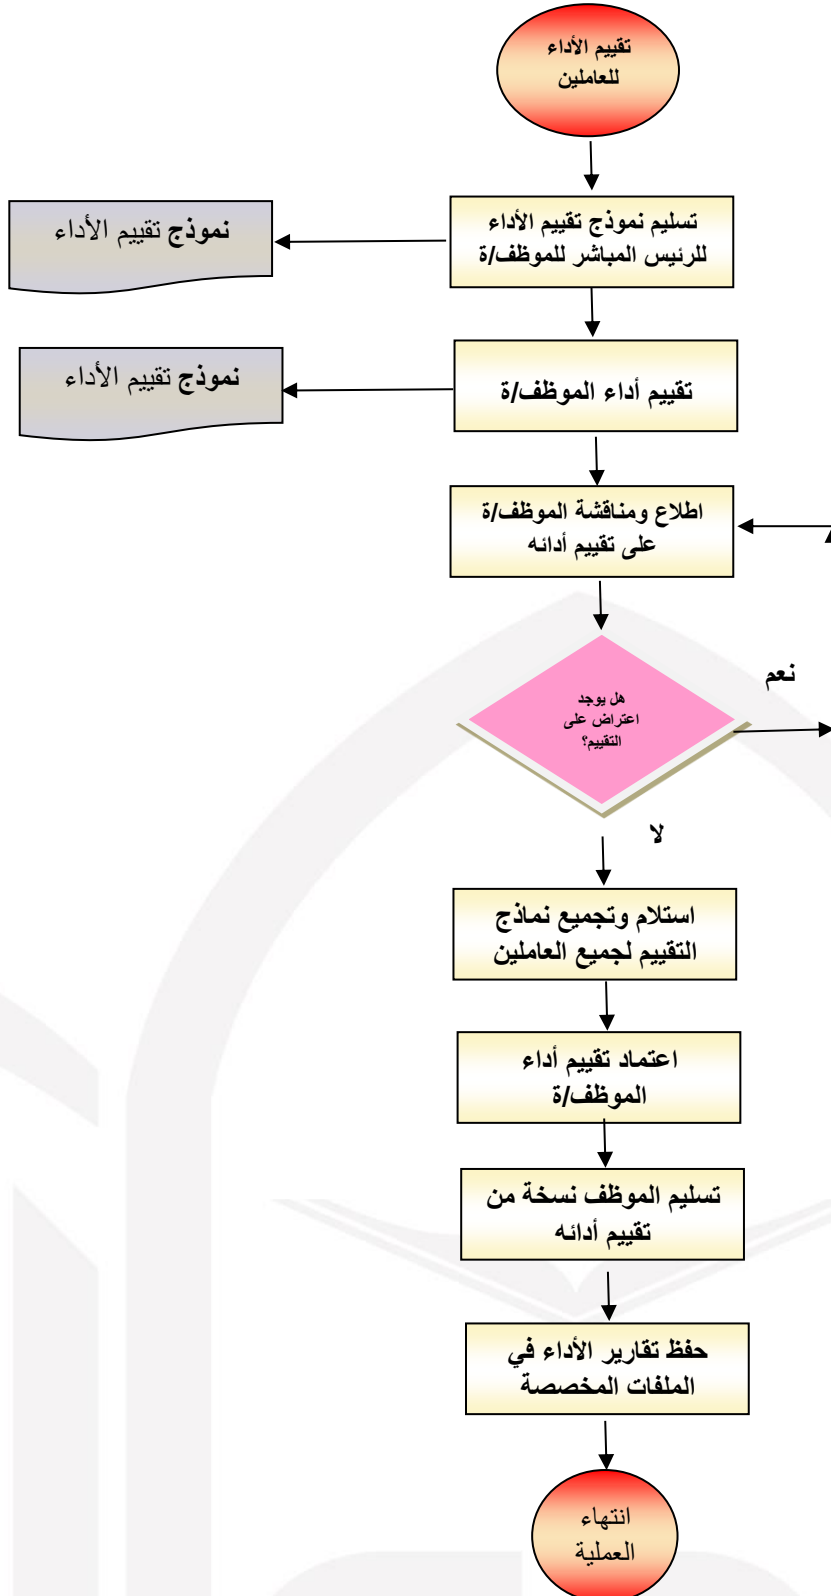 تقييم الأداء
للعاملين
تسليم نموذج تقييم الأداء
للرئيس المباشر للموظف/ة
نموذج تقييم الأداء
تقييم أداء الموظف/ة
نموذج تقييم الأداء
اطلاع ومناقشة الموظف/ة
على تقييم أدائه
هل يوجد
اعتراض على
التقييم؟
نعم
لا
استلام وتجميع نماذج
التقييم لجميع العاملين
اعتماد تقييم أداء
الموظف/ة
تسليم الموظف نسخة من
تقييم أدائه
حفظ تقارير الأداء في
الملفات المخصصة
انتهاء
العملية